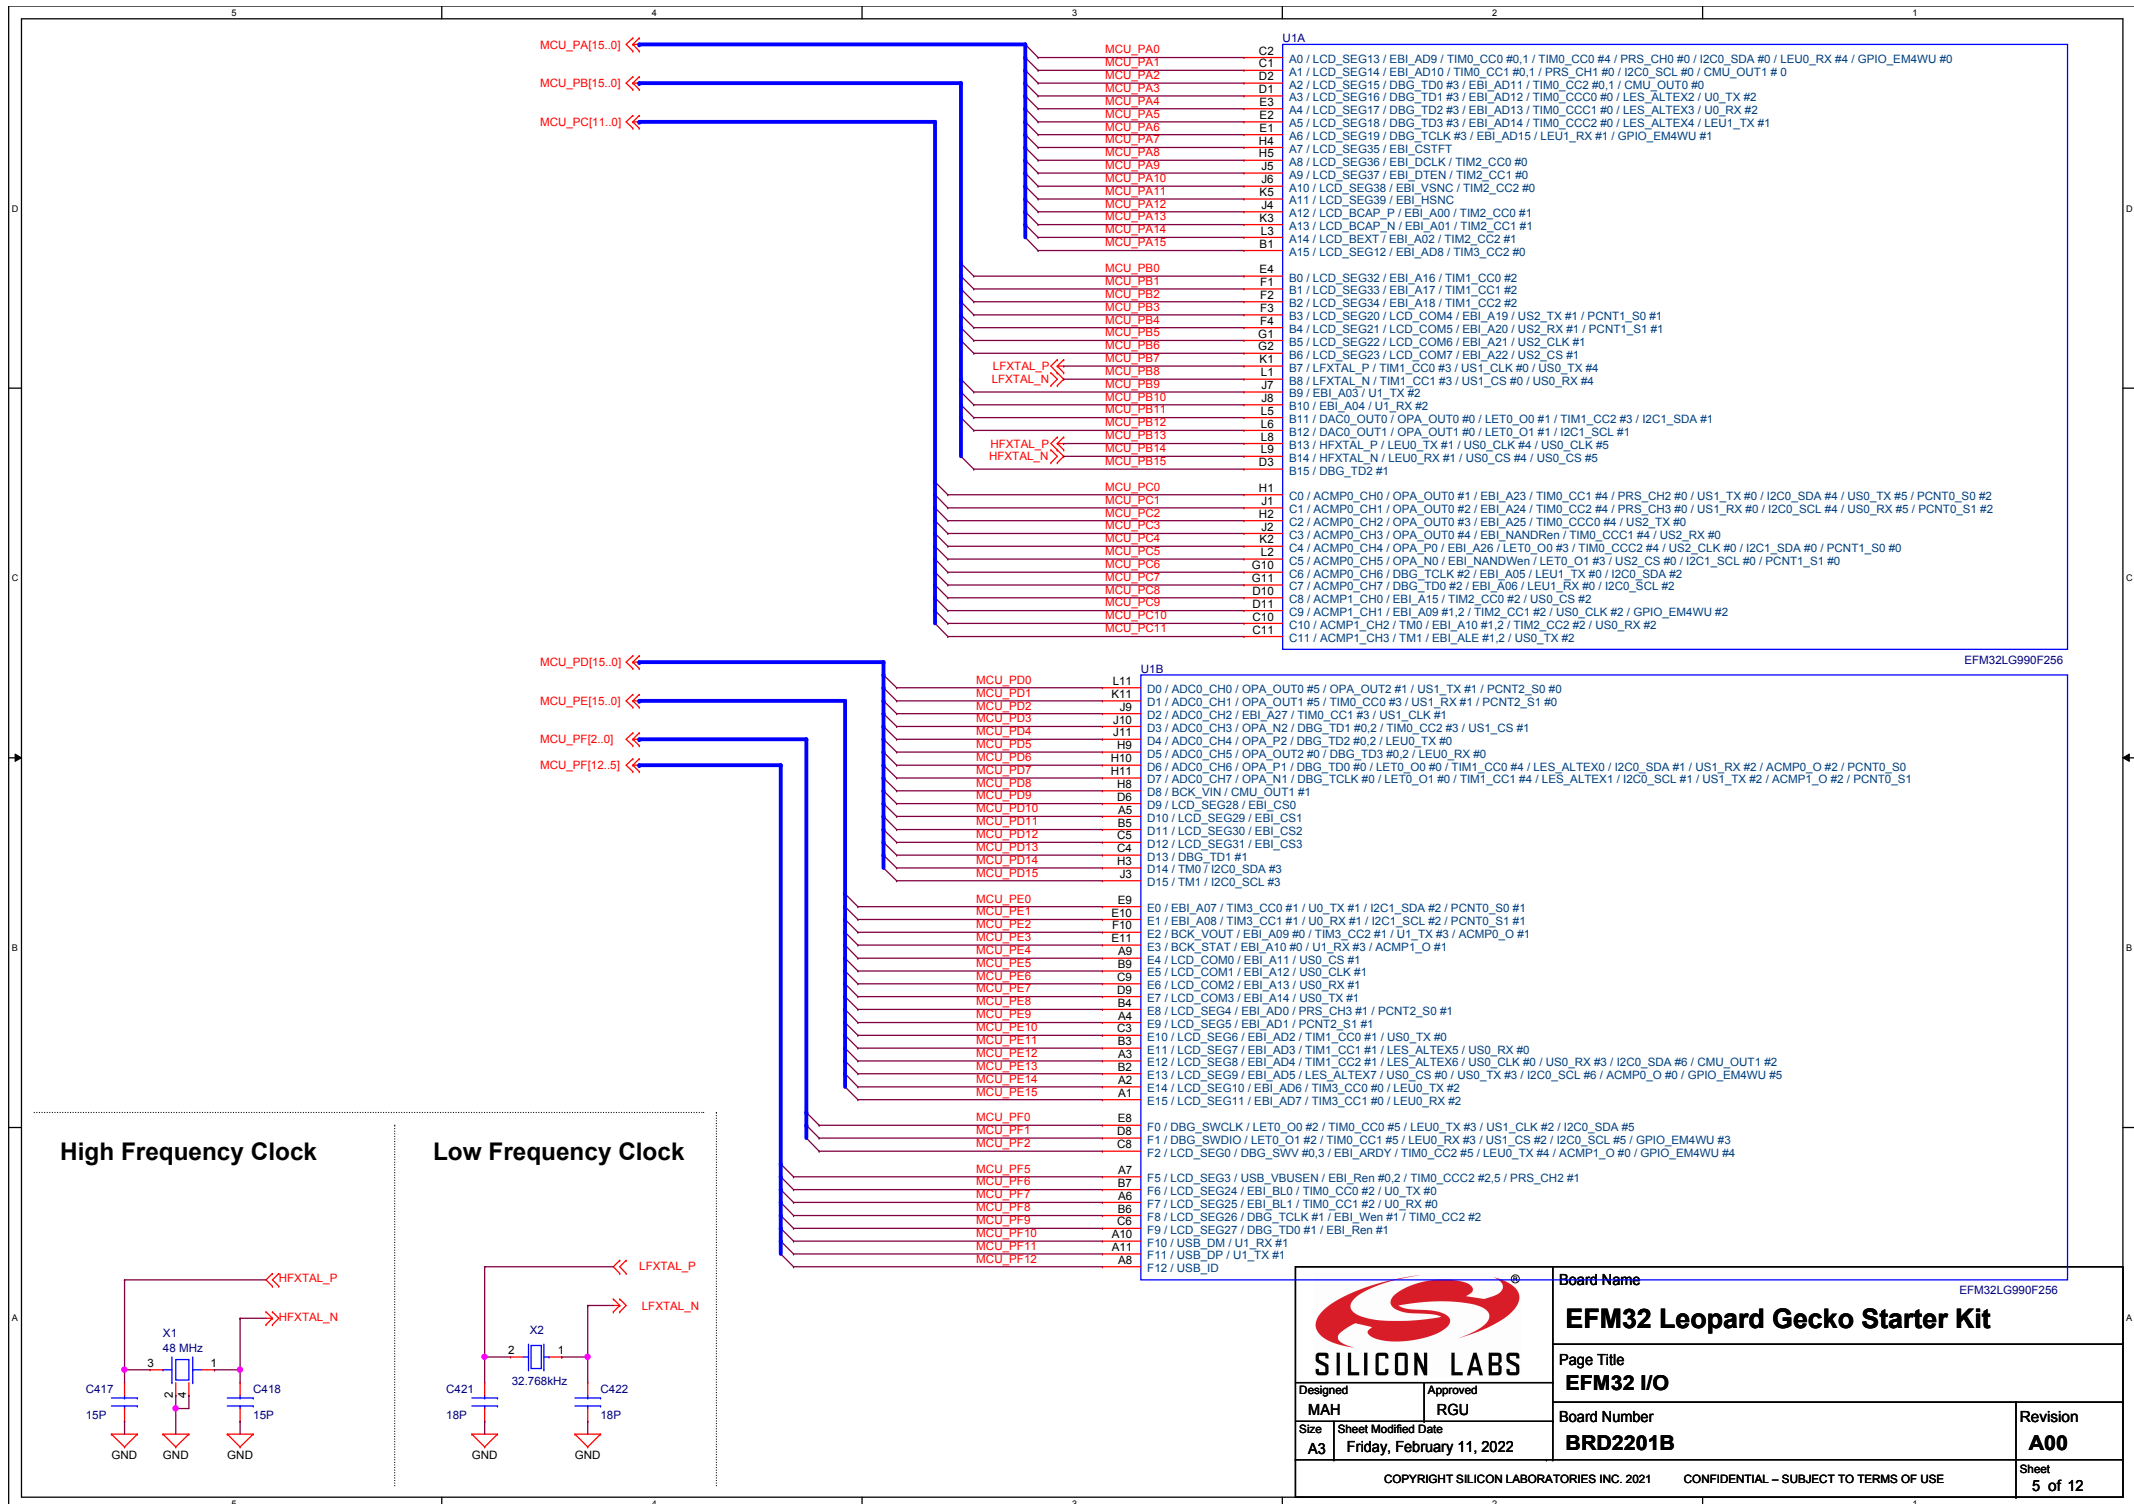 5 4 3 2 1
U1A
MCU_PA[15..0]
MCU_PB[15..0]
MCU_PC[11..0]
MCU_PA0 C2 A0 / LCD_SEG13 / EBI_AD9 / TIM0_CC0 #0,1 / TIM0_CC0 #4 / PRS_CH0 #0 / I2C0_SDA #0 / LEU0_RX #4 / GPIO_EM4WU #0
MCU_PA1 C1 A1 / LCD_SEG14 / EBI_AD10 / TIM0_CC1 #0,1 / PRS_CH1 #0 / I2C0_SCL #0 / CMU_OUT1 # 0
MCU_PA2 D2 A2 / LCD_SEG15 / DBG_TD0 #3 / EBI_AD11 / TIM0_CC2 #0,1 / CMU_OUT0 #0
MCU_PA3 D1 A3 / LCD_SEG16 / DBG_TD1 #3 / EBI_AD12 / TIM0_CCC0 #0 / LES_ALTEX2 / U0_TX #2
MCU_PA4 E3 A4 / LCD_SEG17 / DBG_TD2 #3 / EBI_AD13 / TIM0_CCC1 #0 / LES_ALTEX3 / U0_RX #2
MCU_PA5 E2 A5 / LCD_SEG18 / DBG_TD3 #3 / EBI_AD14 / TIM0_CCC2 #0 / LES_ALTEX4 / LEU1_TX #1
MCU_PA6 E1 A6 / LCD_SEG19 / DBG_TCLK #3 / EBI_AD15 / LEU1_RX #1 / GPIO_EM4WU #1
MCU_PA7 H4 A7 / LCD_SEG35 / EBI_CSTFT
MCU_PA8 H5 A8 / LCD_SEG36 / EBI_DCLK / TIM2_CC0 #0
MCU_PA9 J5 A9 / LCD_SEG37 / EBI_DTEN / TIM2_CC1 #0
MCU_PA10 J6 A10 / LCD_SEG38 / EBI_VSNC / TIM2_CC2 #0
MCU_PA11 K5 A11 / LCD_SEG39 / EBI_HSNC
MCU_PA12 J4 A12 / LCD_BCAP_P / EBI_A00 / TIM2_CC0 #1
MCU_PA13 K3 A13 / LCD_BCAP_N / EBI_A01 / TIM2_CC1 #1
MCU_PA14 L3 A14 / LCD_BEXT / EBI_A02 / TIM2_CC2 #1
MCU_PA15 B1 A15 / LCD_SEG12 / EBI_AD8 / TIM3_CC2 #0
D D
MCU_PB0 E4 B0 / LCD_SEG32 / EBI_A16 / TIM1_CC0 #2
MCU_PB1 F1 B1 / LCD_SEG33 / EBI_A17 / TIM1_CC1 #2
MCU_PB2 F2 B2 / LCD_SEG34 / EBI_A18 / TIM1_CC2 #2
MCU_PB3 F3 B3 / LCD_SEG20 / LCD_COM4 / EBI_A19 / US2_TX #1 / PCNT1_S0 #1
MCU_PB4 F4 B4 / LCD_SEG21 / LCD_COM5 / EBI_A20 / US2_RX #1 / PCNT1_S1 #1
MCU_PB5 G1 B5 / LCD_SEG22 / LCD_COM6 / EBI_A21 / US2_CLK #1
MCU_PB6 G2 B6 / LCD_SEG23 / LCD_COM7 / EBI_A22 / US2_CS #1
LFXTAL_P MCU_PB7 K1 B7 / LFXTAL_P / TIM1_CC0 #3 / US1_CLK #0 / US0_TX #4
LFXTAL_N MCU_PB8 L1 B8 / LFXTAL_N / TIM1_CC1 #3 / US1_CS #0 / US0_RX #4
MCU_PB9 J7 B9 / EBI_A03 / U1_TX #2
MCU_PB10 J8 B10 / EBI_A04 / U1_RX #2
MCU_PB11 L5 B11 / DAC0_OUT0 / OPA_OUT0 #0 / LET0_O0 #1 / TIM1_CC2 #3 / I2C1_SDA #1
MCU_PB12 L6 B12 / DAC0_OUT1 / OPA_OUT1 #0 / LET0_O1 #1 / I2C1_SCL #1
HFXTAL_P MCU_PB13 L8 B13 / HFXTAL_P / LEU0_TX #1 / US0_CLK #4 / US0_CLK #5
HFXTAL_N MCU_PB14 L9 B14 / HFXTAL_N / LEU0_RX #1 / US0_CS #4 / US0_CS #5
MCU_PB15 D3 B15 / DBG_TD2 #1
MCU_PC0 H1 C0 / ACMP0_CH0 / OPA_OUT0 #1 / EBI_A23 / TIM0_CC1 #4 / PRS_CH2 #0 / US1_TX #0 / I2C0_SDA #4 / US0_TX #5 / PCNT0_S0 #2
MCU_PC1 J1 C1 / ACMP0_CH1 / OPA_OUT0 #2 / EBI_A24 / TIM0_CC2 #4 / PRS_CH3 #0 / US1_RX #0 / I2C0_SCL #4 / US0_RX #5 / PCNT0_S1 #2
MCU_PC2 H2 C2 / ACMP0_CH2 / OPA_OUT0 #3 / EBI_A25 / TIM0_CCC0 #4 / US2_TX #0
MCU_PC3 J2 C3 / ACMP0_CH3 / OPA_OUT0 #4 / EBI_NANDRen / TIM0_CCC1 #4 / US2_RX #0
MCU_PC4 K2 C4 / ACMP0_CH4 / OPA_P0 / EBI_A26 / LET0_O0 #3 / TIM0_CCC2 #4 / US2_CLK #0 / I2C1_SDA #0 / PCNT1_S0 #0
MCU_PC5 L2 C5 / ACMP0_CH5 / OPA_N0 / EBI_NANDWen / LET0_O1 #3 / US2_CS #0 / I2C1_SCL #0 / PCNT1_S1 #0
MCU_PC6 G10 C6 / ACMP0_CH6 / DBG_TCLK #2 / EBI_A05 / LEU1_TX #0 / I2C0_SDA #2
MCU_PC7 G11 C7 / ACMP0_CH7 / DBG_TD0 #2 / EBI_A06 / LEU1_RX #0 / I2C0_SCL #2
MCU_PC8 D10 C8 / ACMP1_CH0 / EBI_A15 / TIM2_CC0 #2 / US0_CS #2
MCU_PC9 D11 C9 / ACMP1_CH1 / EBI_A09 #1,2 / TIM2_CC1 #2 / US0_CLK #2 / GPIO_EM4WU #2
MCU_PC10 C10 C10 / ACMP1_CH2 / TM0 / EBI_A10 #1,2 / TIM2_CC2 #2 / US0_RX #2
MCU_PC11 C11 C11 / ACMP1_CH3 / TM1 / EBI_ALE #1,2 / US0_TX #2
C C
EFM32LG990F256
U1B
MCU_PD[15..0]
MCU_PE[15..0]
MCU_PF[2..0]
MCU_PF[12..5]
MCU_PD0 L11 D0 / ADC0_CH0 / OPA_OUT0 #5 / OPA_OUT2 #1 / US1_TX #1 / PCNT2_S0 #0
MCU_PD1 K11 D1 / ADC0_CH1 / OPA_OUT1 #5 / TIM0_CC0 #3 / US1_RX #1 / PCNT2_S1 #0
MCU_PD2 J9 D2 / ADC0_CH2 / EBI_A27 / TIM0_CC1 #3 / US1_CLK #1
MCU_PD3 J10 D3 / ADC0_CH3 / OPA_N2 / DBG_TD1 #0,2 / TIM0_CC2 #3 / US1_CS #1
MCU_PD4 J11 D4 / ADC0_CH4 / OPA_P2 / DBG_TD2 #0,2 / LEU0_TX #0
MCU_PD5 H9 D5 / ADC0_CH5 / OPA_OUT2 #0 / DBG_TD3 #0,2 / LEU0_RX #0
MCU_PD6 H10 D6 / ADC0_CH6 / OPA_P1 / DBG_TD0 #0 / LET0_O0 #0 / TIM1_CC0 #4 / LES_ALTEX0 / I2C0_SDA #1 / US1_RX #2 / ACMP0_O #2 / PCNT0_S0
MCU_PD7 H11 D7 / ADC0_CH7 / OPA_N1 / DBG_TCLK #0 / LET0_O1 #0 / TIM1_CC1 #4 / LES_ALTEX1 / I2C0_SCL #1 / US1_TX #2 / ACMP1_O #2 / PCNT0_S1
MCU_PD8 H8 D8 / BCK_VIN / CMU_OUT1 #1
MCU_PD9 D6 D9 / LCD_SEG28 / EBI_CS0
MCU_PD10 A5 D10 / LCD_SEG29 / EBI_CS1
MCU_PD11 B5 D11 / LCD_SEG30 / EBI_CS2
MCU_PD12 C5 D12 / LCD_SEG31 / EBI_CS3
MCU_PD13 C4 D13 / DBG_TD1 #1
MCU_PD14 H3 D14 / TM0 / I2C0_SDA #3
MCU_PD15 J3 D15 / TM1 / I2C0_SCL #3
MCU_PE0 E9 E0 / EBI_A07 / TIM3_CC0 #1 / U0_TX #1 / I2C1_SDA #2 / PCNT0_S0 #1
MCU_PE1 E10 E1 / EBI_A08 / TIM3_CC1 #1 / U0_RX #1 / I2C1_SCL #2 / PCNT0_S1 #1
MCU_PE2 F10 E2 / BCK_VOUT / EBI_A09 #0 / TIM3_CC2 #1 / U1_TX #3 / ACMP0_O #1
MCU_PE3 E11 E3 / BCK_STAT / EBI_A10 #0 / U1_RX #3 / ACMP1_O #1
MCU_PE4 A9 E4 / LCD_COM0 / EBI_A11 / US0_CS #1
MCU_PE5 B9 E5 / LCD_COM1 / EBI_A12 / US0_CLK #1
MCU_PE6 C9 E6 / LCD_COM2 / EBI_A13 / US0_RX #1
MCU_PE7 D9 E7 / LCD_COM3 / EBI_A14 / US0_TX #1
MCU_PE8 B4 E8 / LCD_SEG4 / EBI_AD0 / PRS_CH3 #1 / PCNT2_S0 #1
MCU_PE9 A4 E9 / LCD_SEG5 / EBI_AD1 / PCNT2_S1 #1
MCU_PE10 C3 E10 / LCD_SEG6 / EBI_AD2 / TIM1_CC0 #1 / US0_TX #0
MCU_PE11 B3 E11 / LCD_SEG7 / EBI_AD3 / TIM1_CC1 #1 / LES_ALTEX5 / US0_RX #0
MCU_PE12 A3 E12 / LCD_SEG8 / EBI_AD4 / TIM1_CC2 #1 / LES_ALTEX6 / US0_CLK #0 / US0_RX #3 / I2C0_SDA #6 / CMU_OUT1 #2
MCU_PE13 B2 E13 / LCD_SEG9 / EBI_AD5 / LES_ALTEX7 / US0_CS #0 / US0_TX #3 / I2C0_SCL #6 / ACMP0_O #0 / GPIO_EM4WU #5
MCU_PE14 A2 E14 / LCD_SEG10 / EBI_AD6 / TIM3_CC0 #0 / LEU0_TX #2
MCU_PE15 A1 E15 / LCD_SEG11 / EBI_AD7 / TIM3_CC1 #0 / LEU0_RX #2
B B
MCU_PF0 E8 F0 / DBG_SWCLK / LET0_O0 #2 / TIM0_CC0 #5 / LEU0_TX #3 / US1_CLK #2 / I2C0_SDA #5
MCU_PF1 D8 F1 / DBG_SWDIO / LET0_O1 #2 / TIM0_CC1 #5 / LEU0_RX #3 / US1_CS #2 / I2C0_SCL #5 / GPIO_EM4WU #3
MCU_PF2 C8 F2 / LCD_SEG0 / DBG_SWV #0,3 / EBI_ARDY / TIM0_CC2 #5 / LEU0_TX #4 / ACMP1_O #0 / GPIO_EM4WU #4
MCU_PF5 A7 F5 / LCD_SEG3 / USB_VBUSEN / EBI_Ren #0,2 / TIM0_CCC2 #2,5 / PRS_CH2 #1
MCU_PF6 B7 F6 / LCD_SEG24 / EBI_BL0 / TIM0_CC0 #2 / U0_TX #0
MCU_PF7 A6 F7 / LCD_SEG25 / EBI_BL1 / TIM0_CC1 #2 / U0_RX #0
MCU_PF8 B6 F8 / LCD_SEG26 / DBG_TCLK #1 / EBI_Wen #1 / TIM0_CC2 #2
MCU_PF9 C6 F9 / LCD_SEG27 / DBG_TD0 #1 / EBI_Ren #1
MCU_PF10 A10 F10 / USB_DM / U1_RX #1
MCU_PF11 A11 F11 / USB_DP / U1_TX #1
MCU_PF12 A8 F12 / USB_ID
EFM32LG990F256
High Frequency Clock
HFXTAL_P
HFXTAL_N
X1
48 MHz
3 1
2 4
C417 C418
15P 15P
GND GND GND
Low Frequency Clock
LFXTAL_P
LFXTAL_N
X2
2 1
32.768kHz
C421 C422
18P 18P
GND GND
A A
SILICON LABS ®
Board Name
EFM32 Leopard Gecko Starter Kit
Page Title
EFM32 I/O
Designed Approved
MAH RGU
Board Number Revision
BRD2201B A00
Size Sheet Modified Date
A3 Friday, February 11, 2022
COPYRIGHT SILICON LABORATORIES INC. 2021 CONFIDENTIAL – SUBJECT TO TERMS OF USE
Sheet
5 of 12
5 4 3 2 1